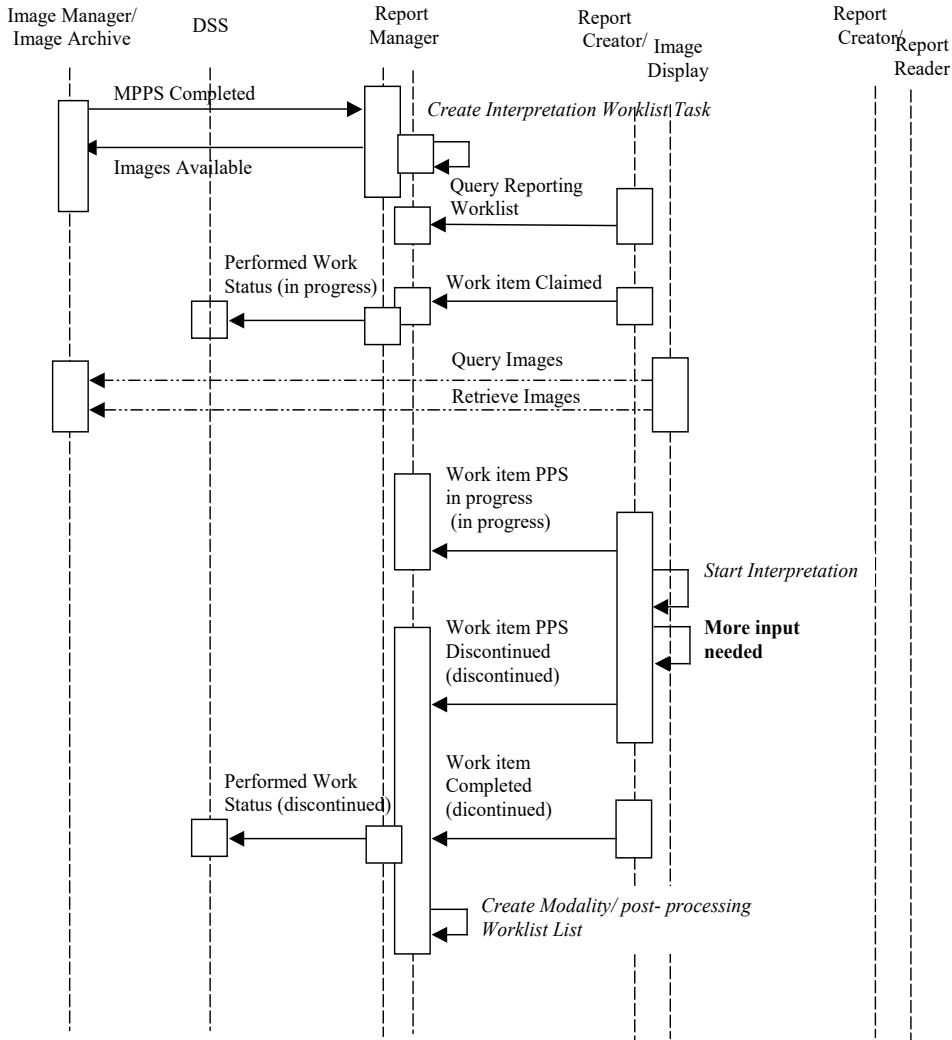 Image Manager/
Image Archive
DSS
Report
Manager
Report
Creator/
Image
Display
Report
Creator/
Report
Reader
MPPS Completed
Create Interpretation Worklist Task
Images Available
Query Reporting
Worklist
Performed Work
Status (in progress)
Work item Claimed
Query Images
Retrieve Images
Work item PPS
in progress
(in progress)
Start Interpretation
Work item PPS
Discontinued
(discontinued)
More input
needed
Performed Work
Status (discontinued)
Work item
Completed
(dicontinued)
Create Modality/ post- processing
Worklist List